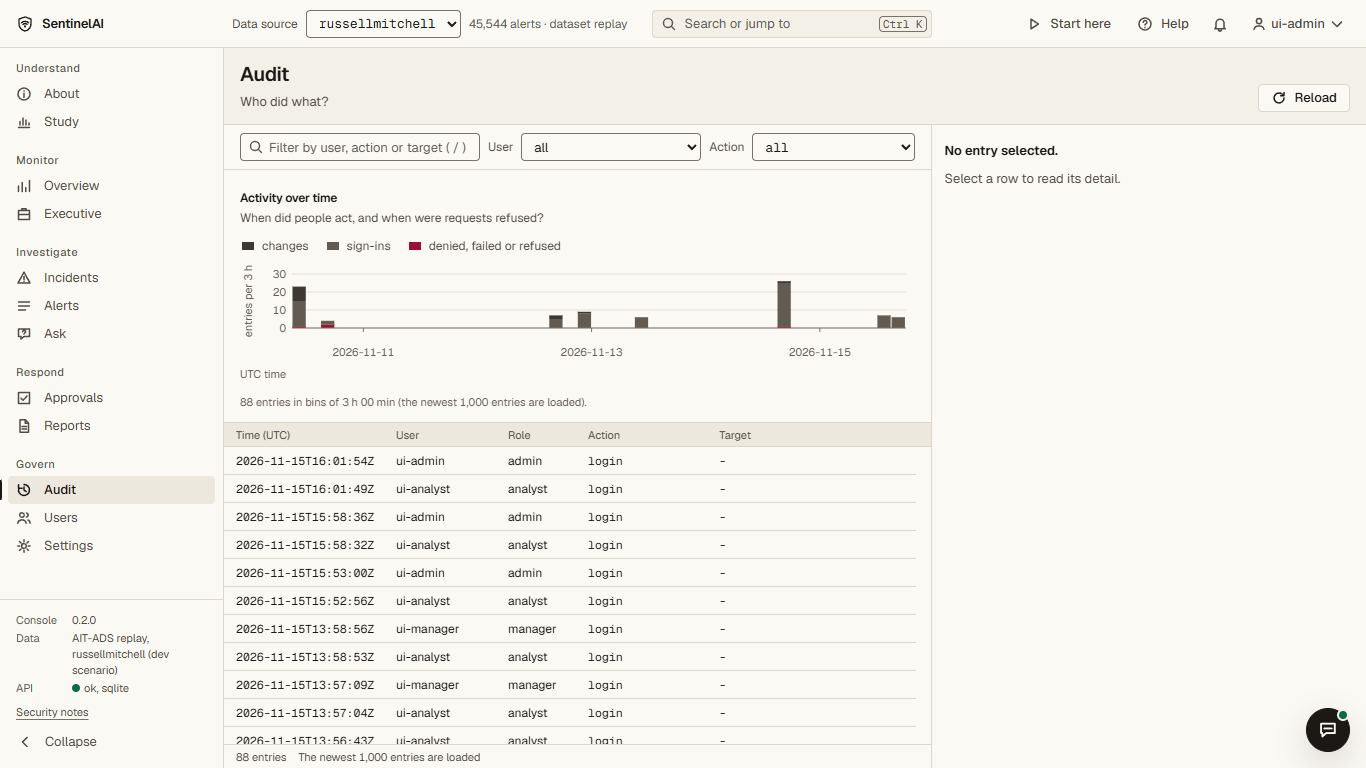 SentinelAI
Data source russellmitchell 45,544 alerts · dataset replay Search or jump to Ctrl K Start here Help ui-admin
Understand
About
Study
Monitor
Overview
Executive
Investigate
Incidents
Alerts
Ask
Respond
Approvals
Reports
Govern
Audit
Users
Settings
Console 0.2.0
Data AIT-ADS replay,
russellmitchell (dev
scenario)
API ok, sqlite
Security notes
Collapse
Audit
Who did what?
Reload
Filter by user, action or target ( / ) User all Action all
Activity over time
When did people act, and when were requests refused?
changes sign-ins denied, failed or refused
entries per 3 h
30
20
10
0
2026-11-11 2026-11-13 2026-11-15
UTC time
88 entries in bins of 3 h 00 min (the newest 1,000 entries are loaded).
Time (UTC) User Role Action Target
2026-11-15T16:01:54Z ui-admin admin login -
2026-11-15T16:01:49Z ui-analyst analyst login -
2026-11-15T15:58:36Z ui-admin admin login -
2026-11-15T15:58:32Z ui-analyst analyst login -
2026-11-15T15:53:00Z ui-admin admin login -
2026-11-15T15:52:56Z ui-analyst analyst login -
2026-11-15T13:58:56Z ui-manager manager login -
2026-11-15T13:58:53Z ui-analyst analyst login -
2026-11-15T13:57:09Z ui-manager manager login -
2026-11-15T13:57:04Z ui-analyst analyst login -
2026-11-15T13:56:43Z ui-analyst analyst login -
88 entries The newest 1,000 entries are loaded
No entry selected.
Select a row to read its detail.